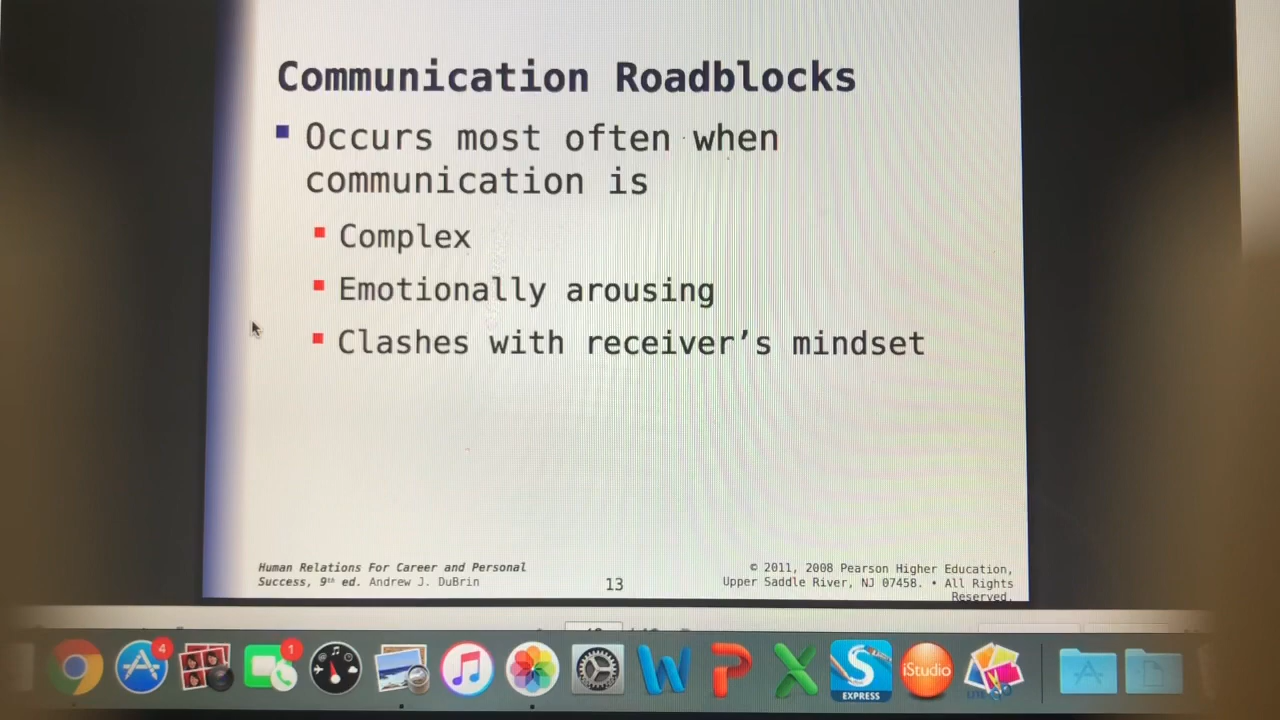 Communication Roadblocks
Occurs most often when
communication is
Complex
Emotionally arousing
Clashes with receiver’s mindset
Human Relations For Career and Personal
Success, 9th ed. Andrew J. DuBrin
13
© 2011, 2008 Pearson Higher Education,
Upper Saddle River, NJ 07458. • All Rights
Reserved.
4
1
EXPRESS
iStudio